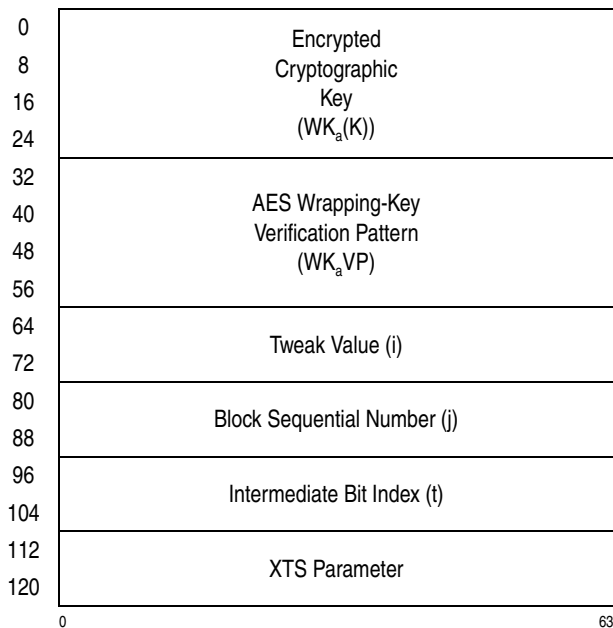 0
8
16
24
Encrypted
Cryptographic
Key
(WKa(K))
32
40
48
56
AES Wrapping-Key
Verification Pattern
(WKaVP)
64
72
Tweak Value (i)
80
88
Block Sequential Number (j)
96
104
Intermediate Bit Index (t)
112
120
XTS Parameter
0 63